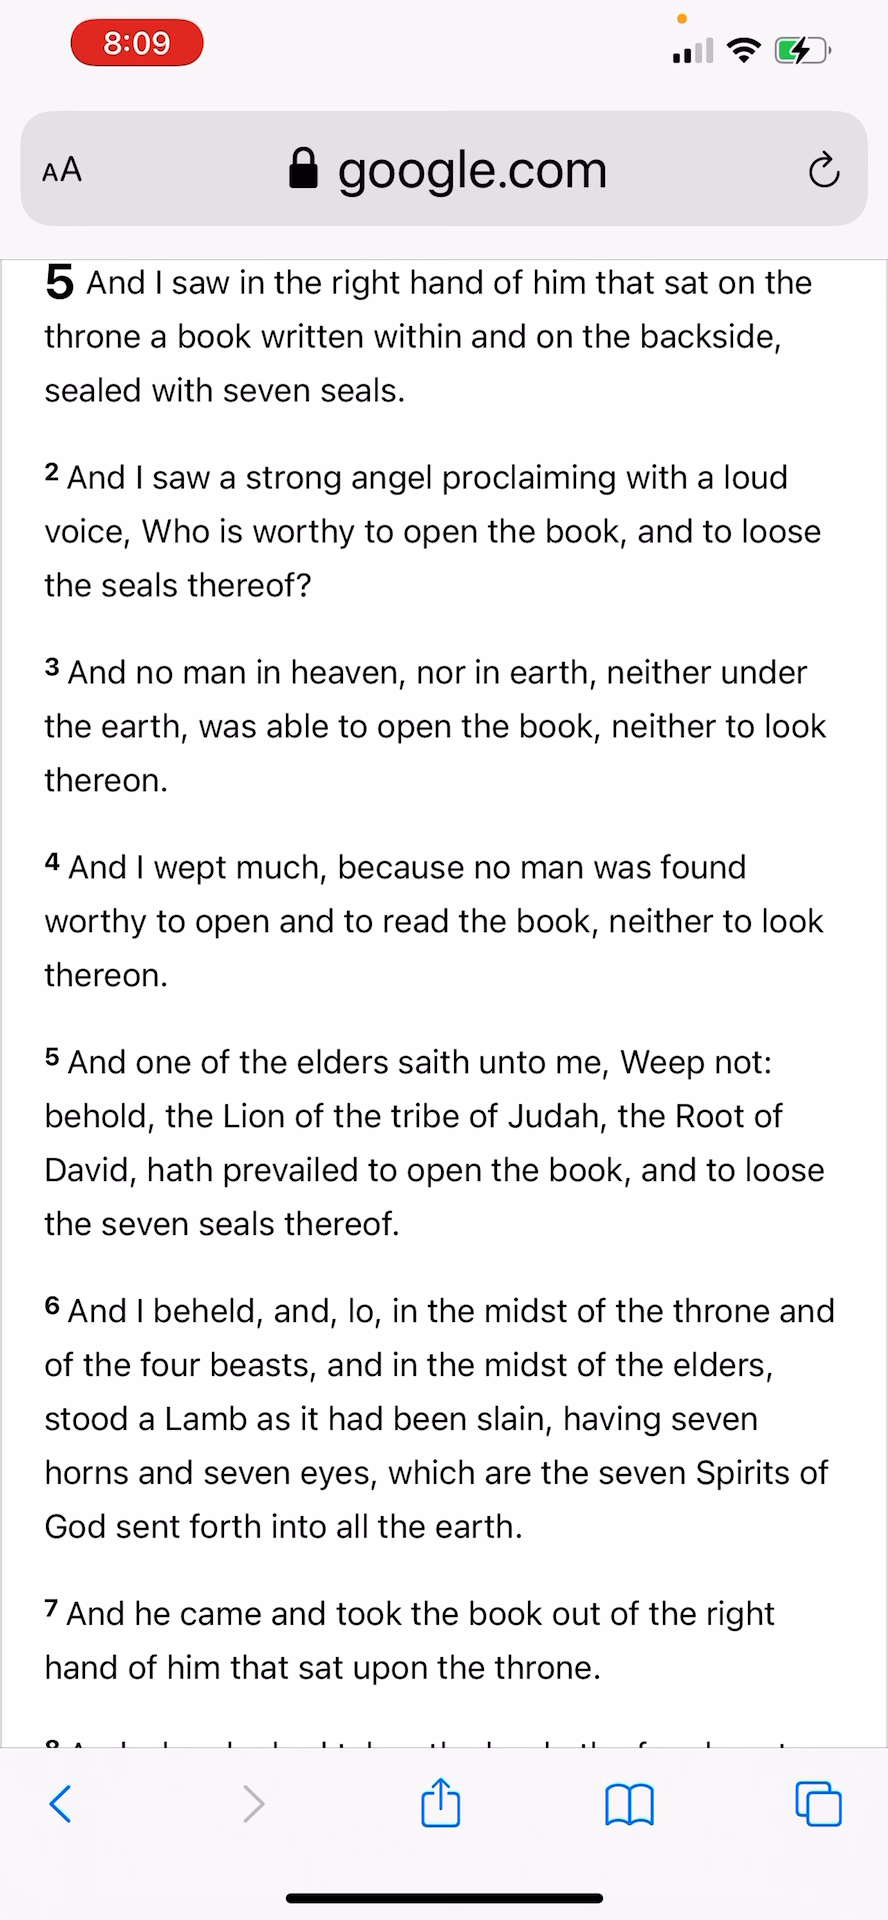 8:09
AA google.com
5 And I saw in the right hand of him that sat on the
throne a book written within and on the backside,
sealed with seven seals.
2 And I saw a strong angel proclaiming with a loud
voice, Who is worthy to open the book, and to loose
the seals thereof?
3 And no man in heaven, nor in earth, neither under
the earth, was able to open the book, neither to look
thereon.
4 And I wept much, because no man was found
worthy to open and to read the book, neither to look
thereon.
5 And one of the elders saith unto me, Weep not:
behold, the Lion of the tribe of Judah, the Root of
David, hath prevailed to open the book, and to loose
the seven seals thereof.
6 And I beheld, and, lo, in the midst of the throne and
of the four beasts, and in the midst of the elders,
stood a Lamb as it had been slain, having seven
horns and seven eyes, which are the seven Spirits of
God sent forth into all the earth.
7 And he came and took the book out of the right
hand of him that sat upon the throne.